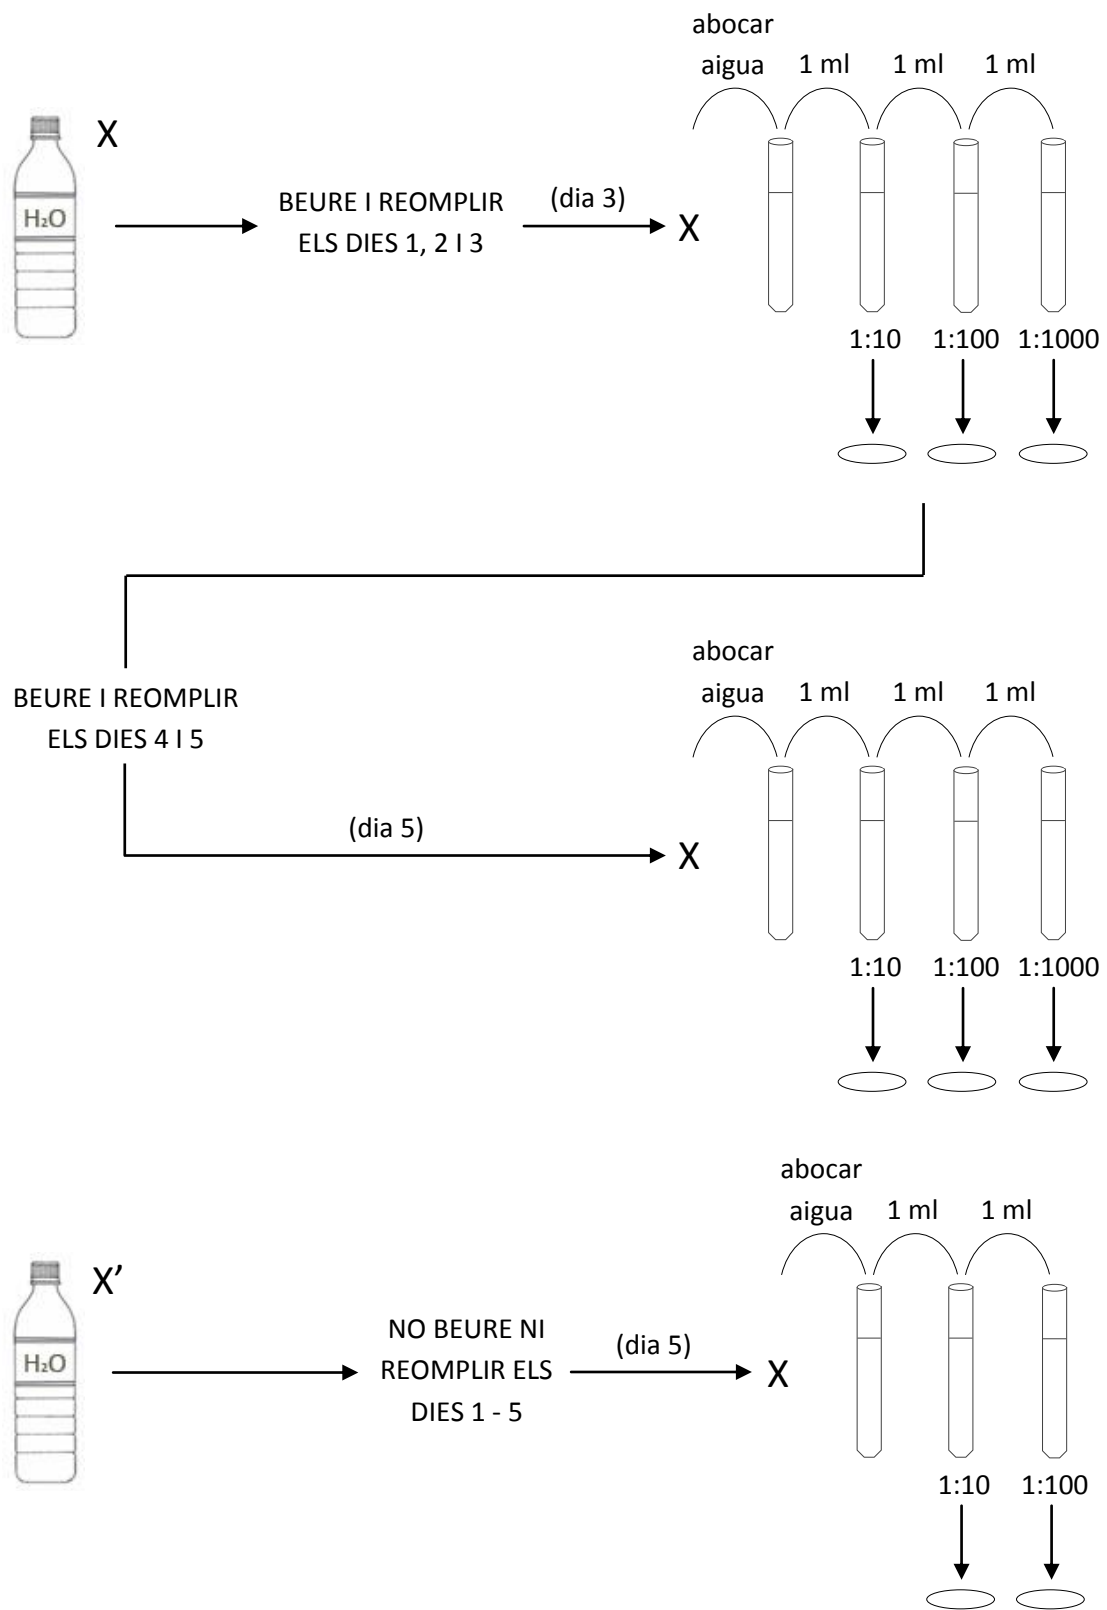 abocar
aigua 1 ml 1 ml 1 ml
X
H₂O
BEURE I REOMPLIR
ELS DIES 1, 2 I 3
(dia 3)
X
1:10 1:100 1:1000
BEURE I REOMPLIR
ELS DIES 4 I 5
(dia 5)
abocar
aigua 1 ml 1 ml 1 ml
X
1:10 1:100 1:1000
X’
H₂O
NO BEURE NI
REOMPLIR ELS
DIES 1 - 5
(dia 5)
abocar
aigua 1 ml 1 ml
X
1:10 1:100